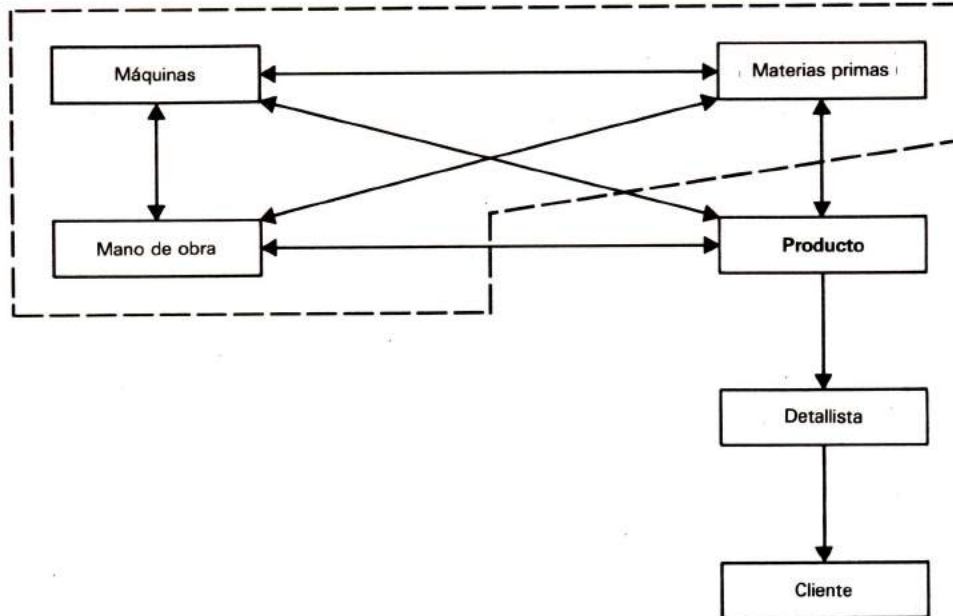 Máquinas
Materias primas
Mano de obra
Producto
Detallista
Cliente